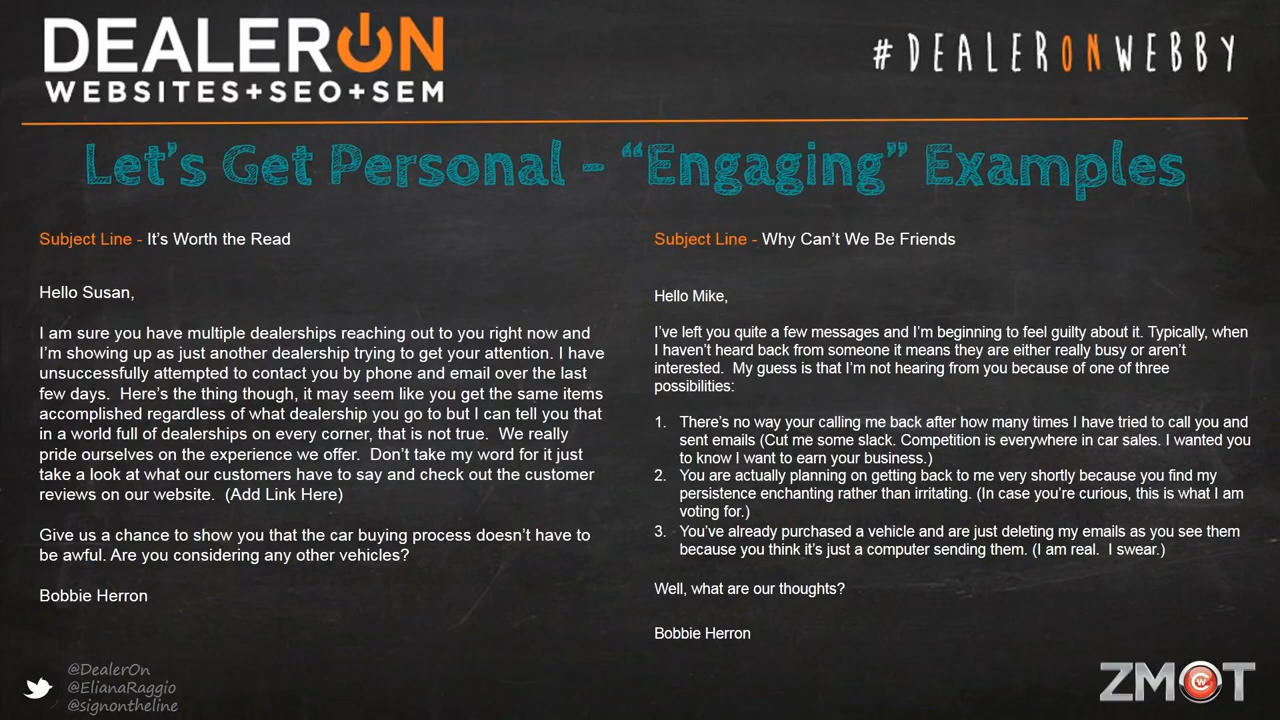 DEALERON
WEBSITES+SEO+SEM
#DEALERONWEBBY
Let's Get Personal - “Engaging” Examples
Subject Line - It's Worth the Read
Hello Susan,
I am sure you have multiple dealerships reaching out to you right now and
I'm showing up as just another dealership trying to get your attention. I have
unsuccessfully attempted to contact you by phone and email over the last
few days.  Here's the thing though, it may seem like you get the same items
accomplished regardless of what dealership you go to but I can tell you that
in a world full of dealerships on every corner, that is not true.  We really
pride ourselves on the experience we offer.  Don't take my word for it just
take a look at what our customers have to say and check out the customer
reviews on our website.  (Add Link Here)
Give us a chance to show you that the car buying process doesn't have to
be awful. Are you considering any other vehicles?
Bobbie Herron
Subject Line - Why Can't We Be Friends
Hello Mike,
I've left you quite a few messages and I'm beginning to feel guilty about it. Typically, when
I haven't heard back from someone it means they are either really busy or aren't
interested.  My guess is that I'm not hearing from you because of one of three
possibilities:
1. There's no way your calling me back after how many times I have tried to call you and
sent emails (Cut me some slack. Competition is everywhere in car sales. I wanted you
to know I want to earn your business.)
2. You are actually planning on getting back to me very shortly because you find my
persistence enchanting rather than irritating. (In case you're curious, this is what I am
voting for.)
3. You've already purchased a vehicle and are just deleting my emails as you see them
because you think it's just a computer sending them. (I am real.  I swear.)
Well, what are our thoughts?
Bobbie Herron
@DealerOn
@ElianaRaggio
@signontheline
ZMOT